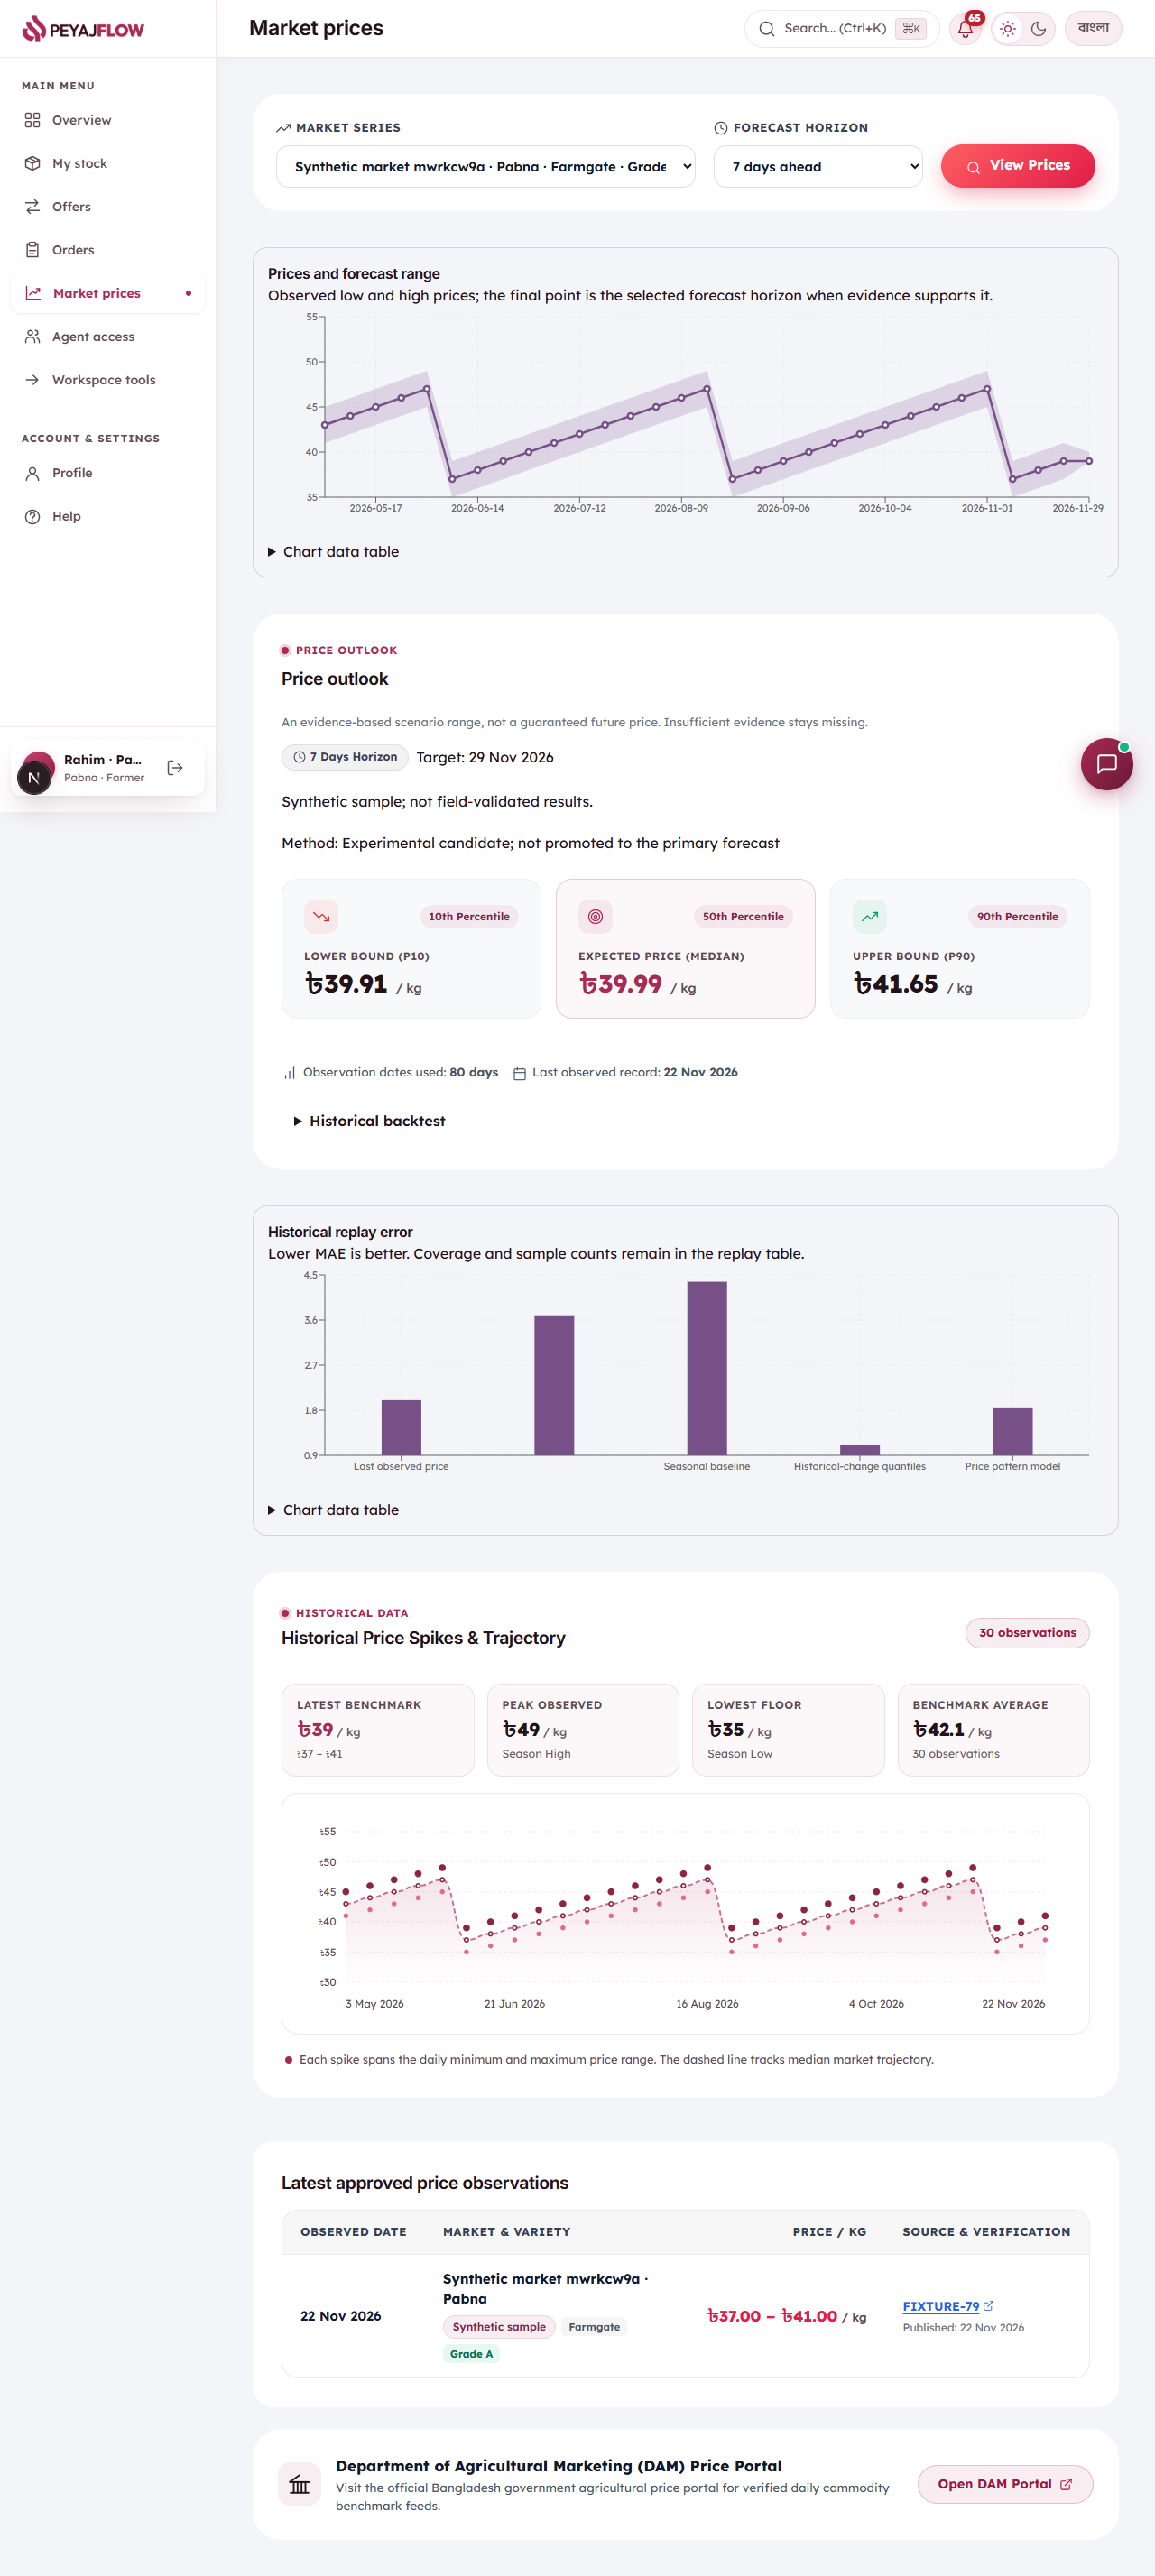 PEYAJFLOW
Market prices
Search... (Ctrl+K)
⌘K
65
বাংলা
MAIN MENU
Overview
My stock
Offers
Orders
Market prices
Agent access
Workspace tools
ACCOUNT & SETTINGS
Profile
Help
N
Rahim · Pa...
Pabna · Farmer
MARKET SERIES
Synthetic market mwrkcw9a · Pabna · Farmgate · Grade
FORECAST HORIZON
7 days ahead
View Prices
Prices and forecast range
Observed low and high prices; the final point is the selected forecast horizon when evidence supports it.
55
50
45
40
35
2026-05-17 2026-06-14 2026-07-12 2026-08-09 2026-09-06 2026-10-04 2026-11-01 2026-11-29
Chart data table
PRICE OUTLOOK
Price outlook
An evidence-based scenario range, not a guaranteed future price. Insufficient evidence stays missing.
7 Days Horizon Target: 29 Nov 2026
Synthetic sample; not field-validated results.
Method: Experimental candidate; not promoted to the primary forecast
10th Percentile
LOWER BOUND (P10)
৳39.91 / kg
50th Percentile
EXPECTED PRICE (MEDIAN)
৳39.99 / kg
90th Percentile
UPPER BOUND (P90)
৳41.65 / kg
Observation dates used: 80 days Last observed record: 22 Nov 2026
Historical backtest
Historical replay error
Lower MAE is better. Coverage and sample counts remain in the replay table.
4.5
3.6
2.7
1.8
0.9
Last observed price Seasonal baseline Historical-change quantiles Price pattern model
Chart data table
HISTORICAL DATA
Historical Price Spikes & Trajectory
30 observations
LATEST BENCHMARK
৳39 / kg
৳37 – ৳41
PEAK OBSERVED
৳49 / kg
Season High
LOWEST FLOOR
৳35 / kg
Season Low
BENCHMARK AVERAGE
৳42.1 / kg
30 observations
৳55
৳50
৳45
৳40
৳35
৳30
3 May 2026 21 Jun 2026 16 Aug 2026 4 Oct 2026 22 Nov 2026
Each spike spans the daily minimum and maximum price range. The dashed line tracks median market trajectory.
Latest approved price observations
OBSERVED DATE MARKET & VARIETY PRICE / KG SOURCE & VERIFICATION
22 Nov 2026
Synthetic market mwrkcw9a ·
Pabna
Synthetic sample Farmgate
Grade A
৳37.00 – ৳41.00 / kg
FIXTURE-79
Published: 22 Nov 2026
Department of Agricultural Marketing (DAM) Price Portal
Visit the official Bangladesh government agricultural price portal for verified daily commodity
benchmark feeds.
Open DAM Portal